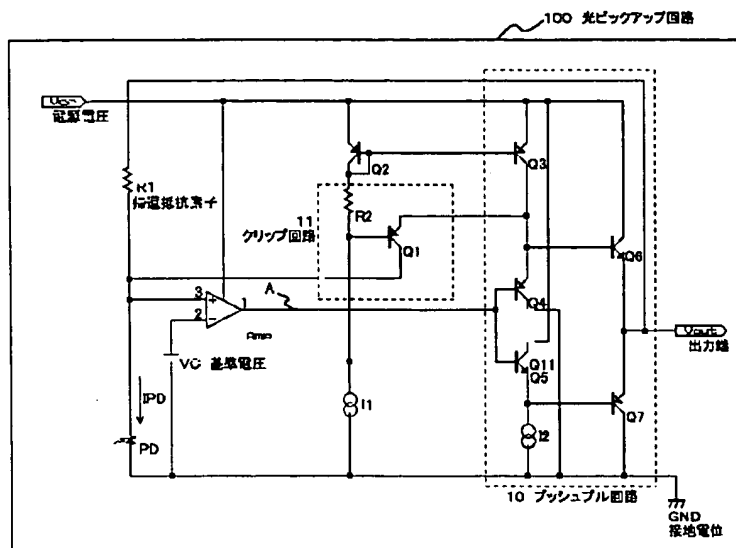 100 光ピックアップ回路
電源電圧
R1
帰還抵抗素子
Q2
Q3
11
クリップ回路
R2
Q1
Q6
A
3
+
2
-
1
Amp
Q4
Vout
出力端
VC 基準電圧
Q11
Q5
IPD
I1
I2
Q7
PD
10 プッシュプル回路
GND
接地電位